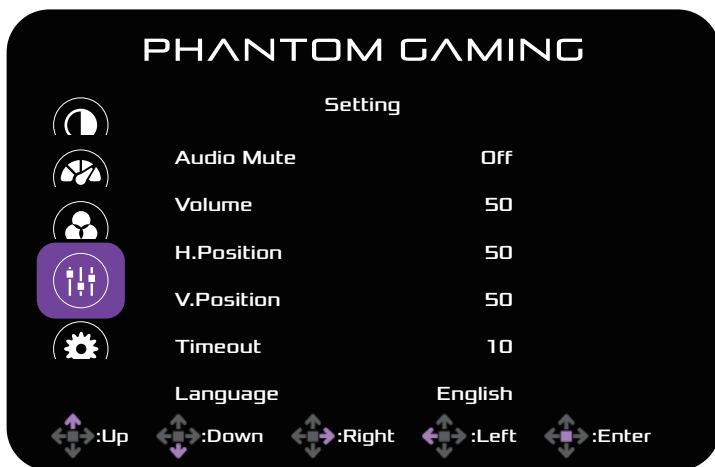 PHANTOM GAMING
Setting
Audio Mute Off
Volume 50
H.Position 50
V.Position 50
Timeout 10
Language English
:Up :Down :Right :Left :Enter